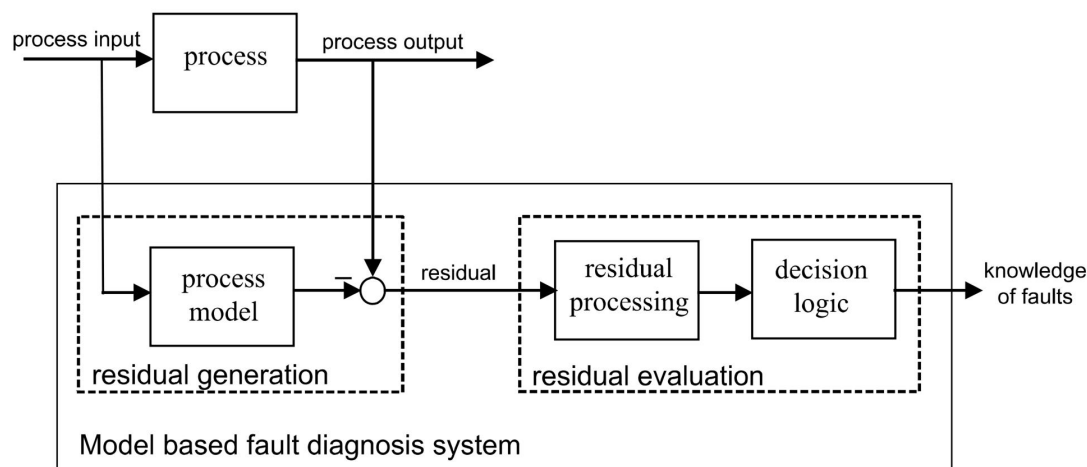 process input
process
process output
process
model
–
residual
residual
processing
decision
logic
knowledge
of faults
residual generation
residual evaluation
Model based fault diagnosis system